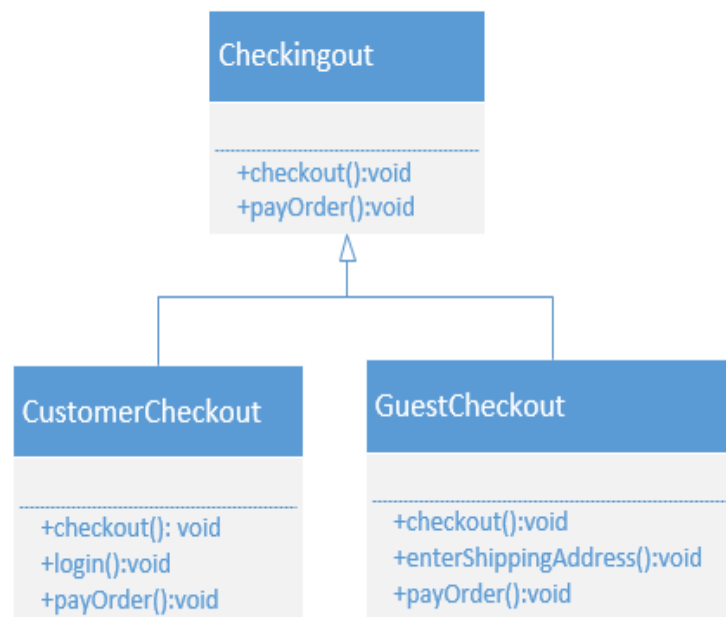 Checkingout
+checkout():void
+payOrder():void
CustomerCheckout
+checkout(): void
+login():void
+payOrder():void
GuestCheckout
+checkout():void
+enterShippingAddress():void
+payOrder():void